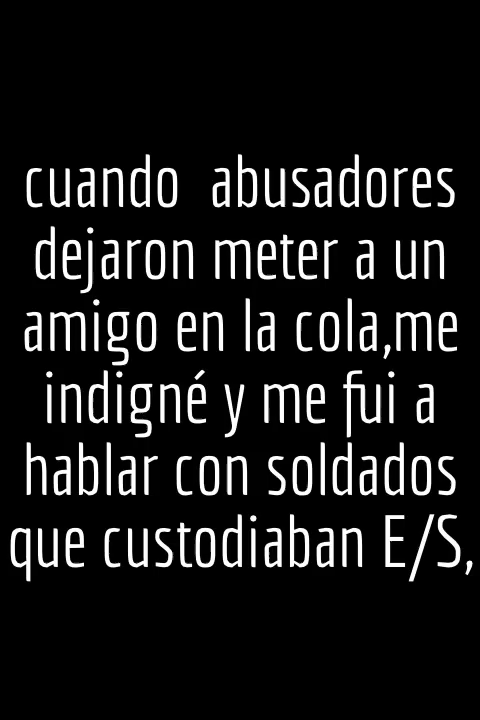 cuando  abusadores
dejaron meter a un
amigo en la cola,me
indigné y me fui a
hablar con soldados
que custodiaban E/S,